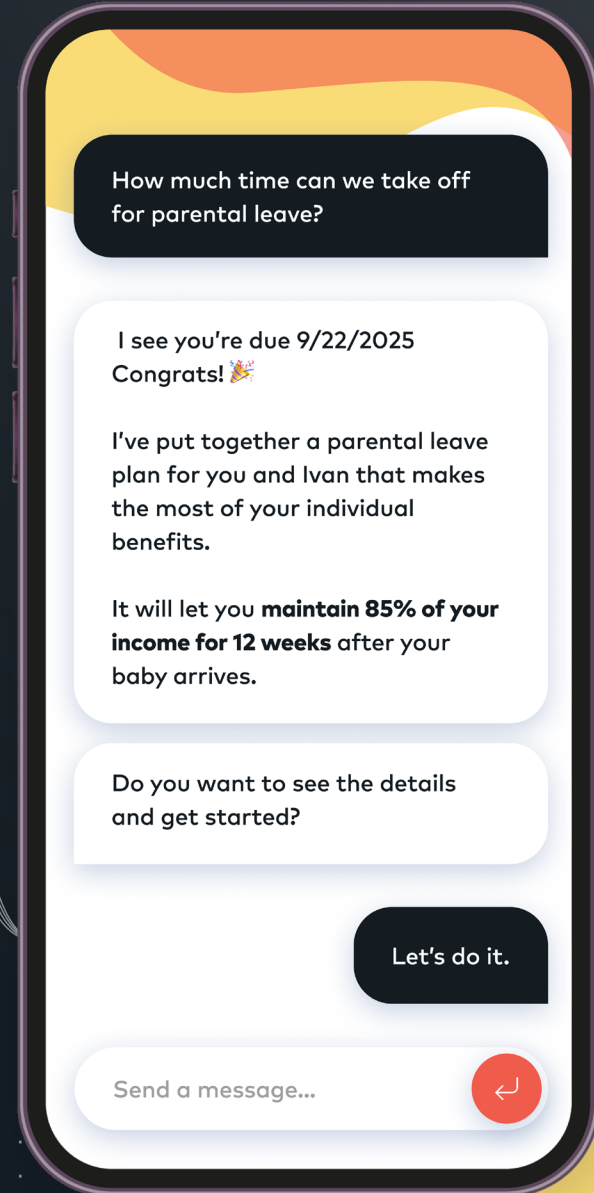 How much time can we take off
for parental leave?
I see you’re due 9/22/2025
Congrats! 🎉
I’ve put together a parental leave
plan for you and Ivan that makes
the most of your individual
benefits.
It will let you maintain 85% of your
income for 12 weeks after your
baby arrives.
Do you want to see the details
and get started?
Let’s do it.
Send a message...